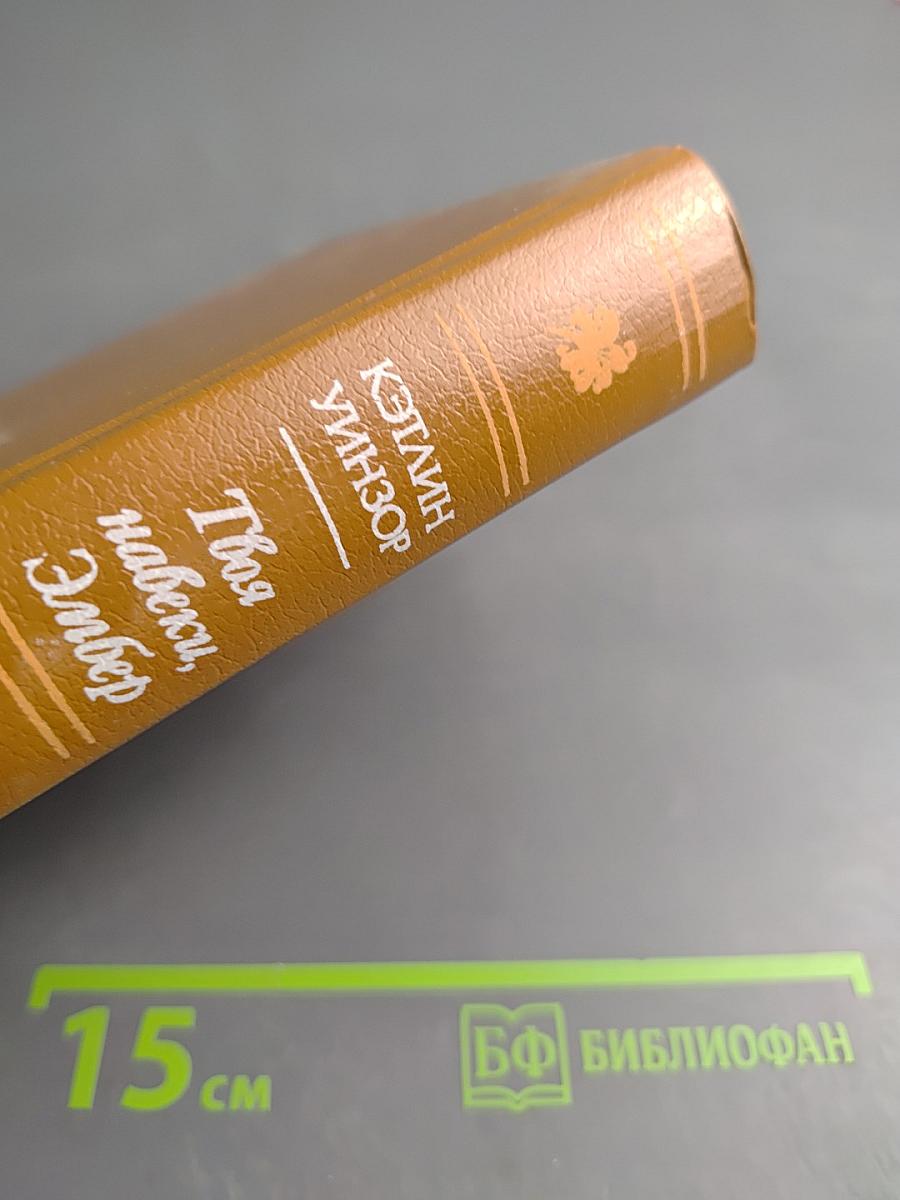 КЭТЛИН
УИНЗОР
Твоя
навеки,
Эмбер
15 см
БФ БИБЛИОФАН